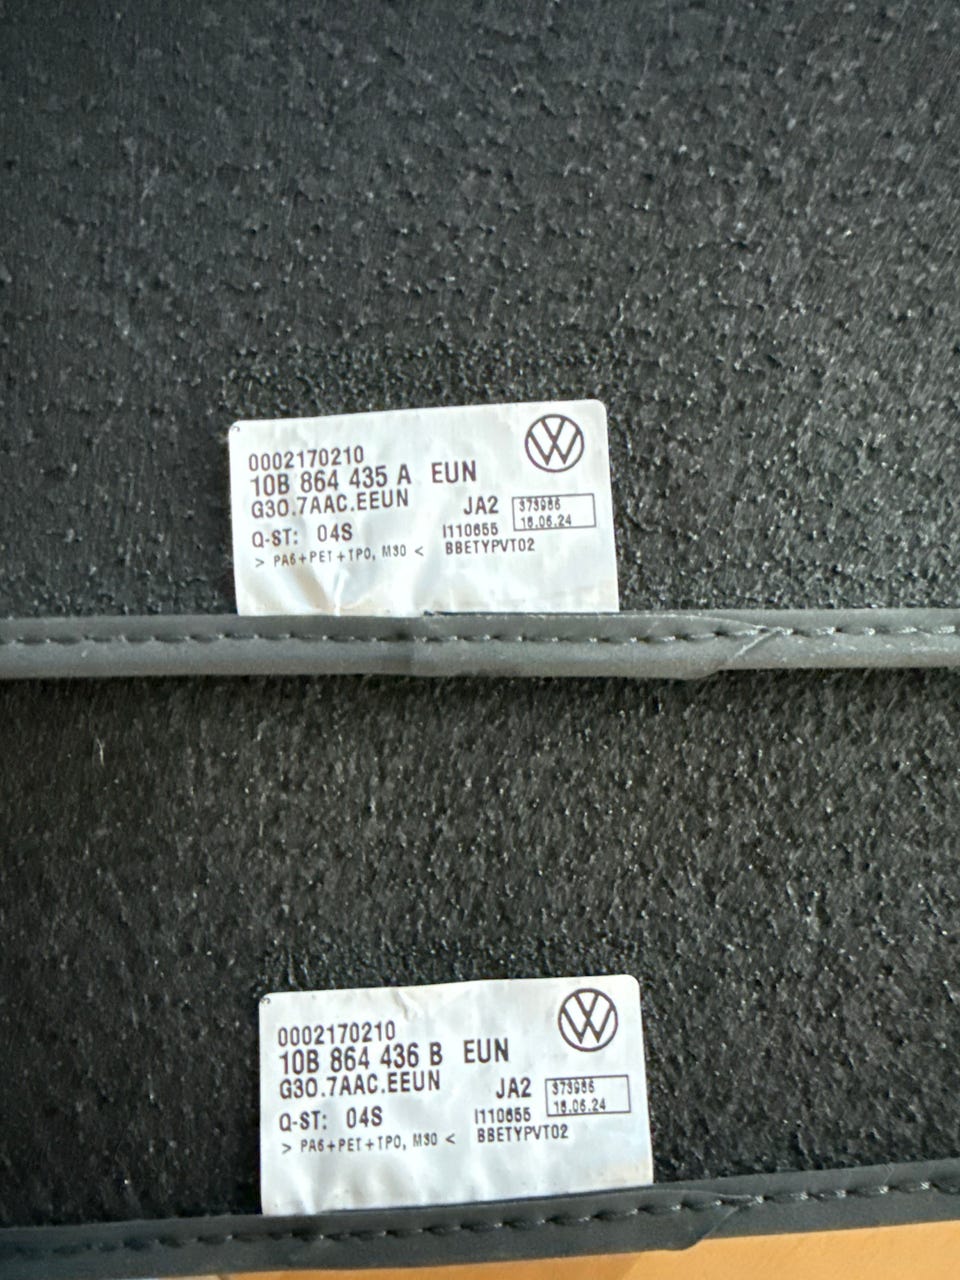 0002170210
10B 864 435 A EUN
G30.7AAC.EEUN
JA2
373986
18.06.24
Q-ST: 04S
I110655
> PA6+PET+TPO, M30 <
BBETYPVT02
0002170210
10B 864 436 B EUN
G30.7AAC.EEUN
JA2
373986
18.06.24
Q-ST: 04S
I110655
> PA6+PET+TPO, M30 <
BBETYPVT02